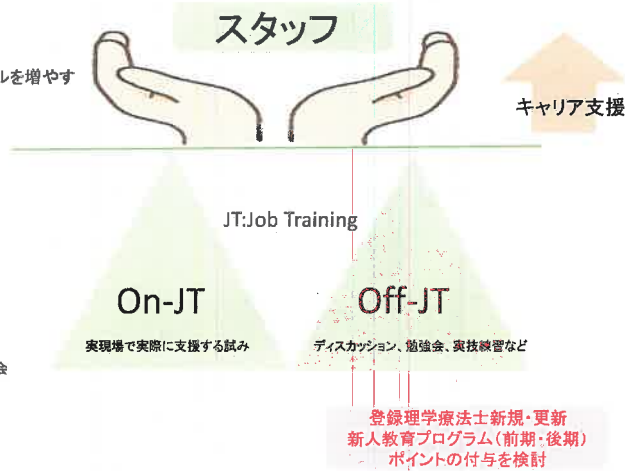 スタッフ
ルを増やす
キャリア支援
JT:Job Training
On-JT
Off-JT
実現場で実際に支援する試み
ディスカッション、勉強会、実技練習など
会
登録理学療法士新規・更新
新人教育プログラム(前期・後期)
ポイントの付与を検討